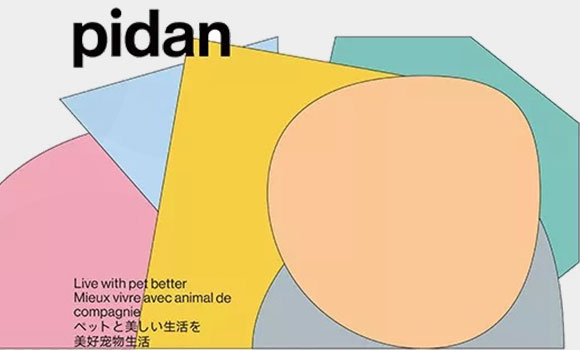 pidan
Live with pet better
Mieux vivre avec animal de
compagnie
ペットと美しい生活を
美好宠物生活